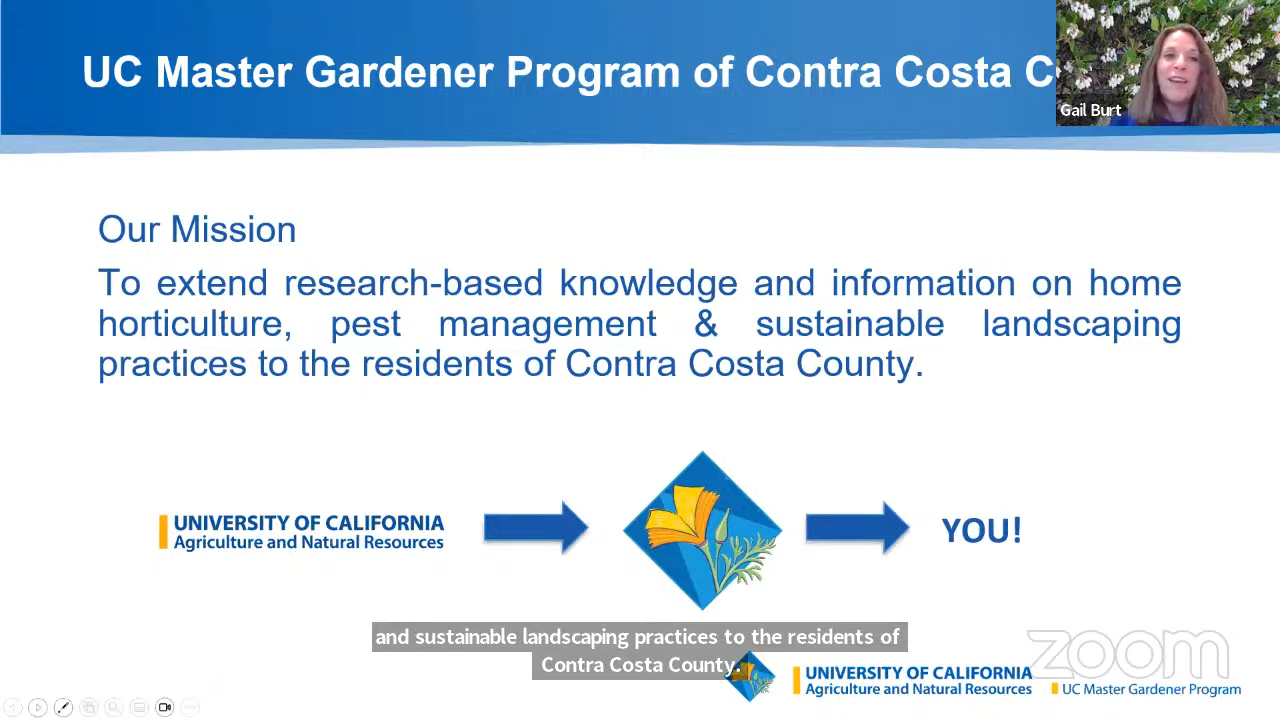 UC Master Gardener Program of Contra Costa C
Gail Burt
Our Mission
To extend research-based knowledge and information on home
horticulture, pest management & sustainable landscaping
practices to the residents of Contra Costa County.
UNIVERSITY OF CALIFORNIA
Agriculture and Natural Resources
YOU!
and sustainable landscaping practices to the residents of
Contra Costa County.
UNIVERSITY OF CALIFORNIA
Agriculture and Natural Resources
UC Master Gardener Program
zoom